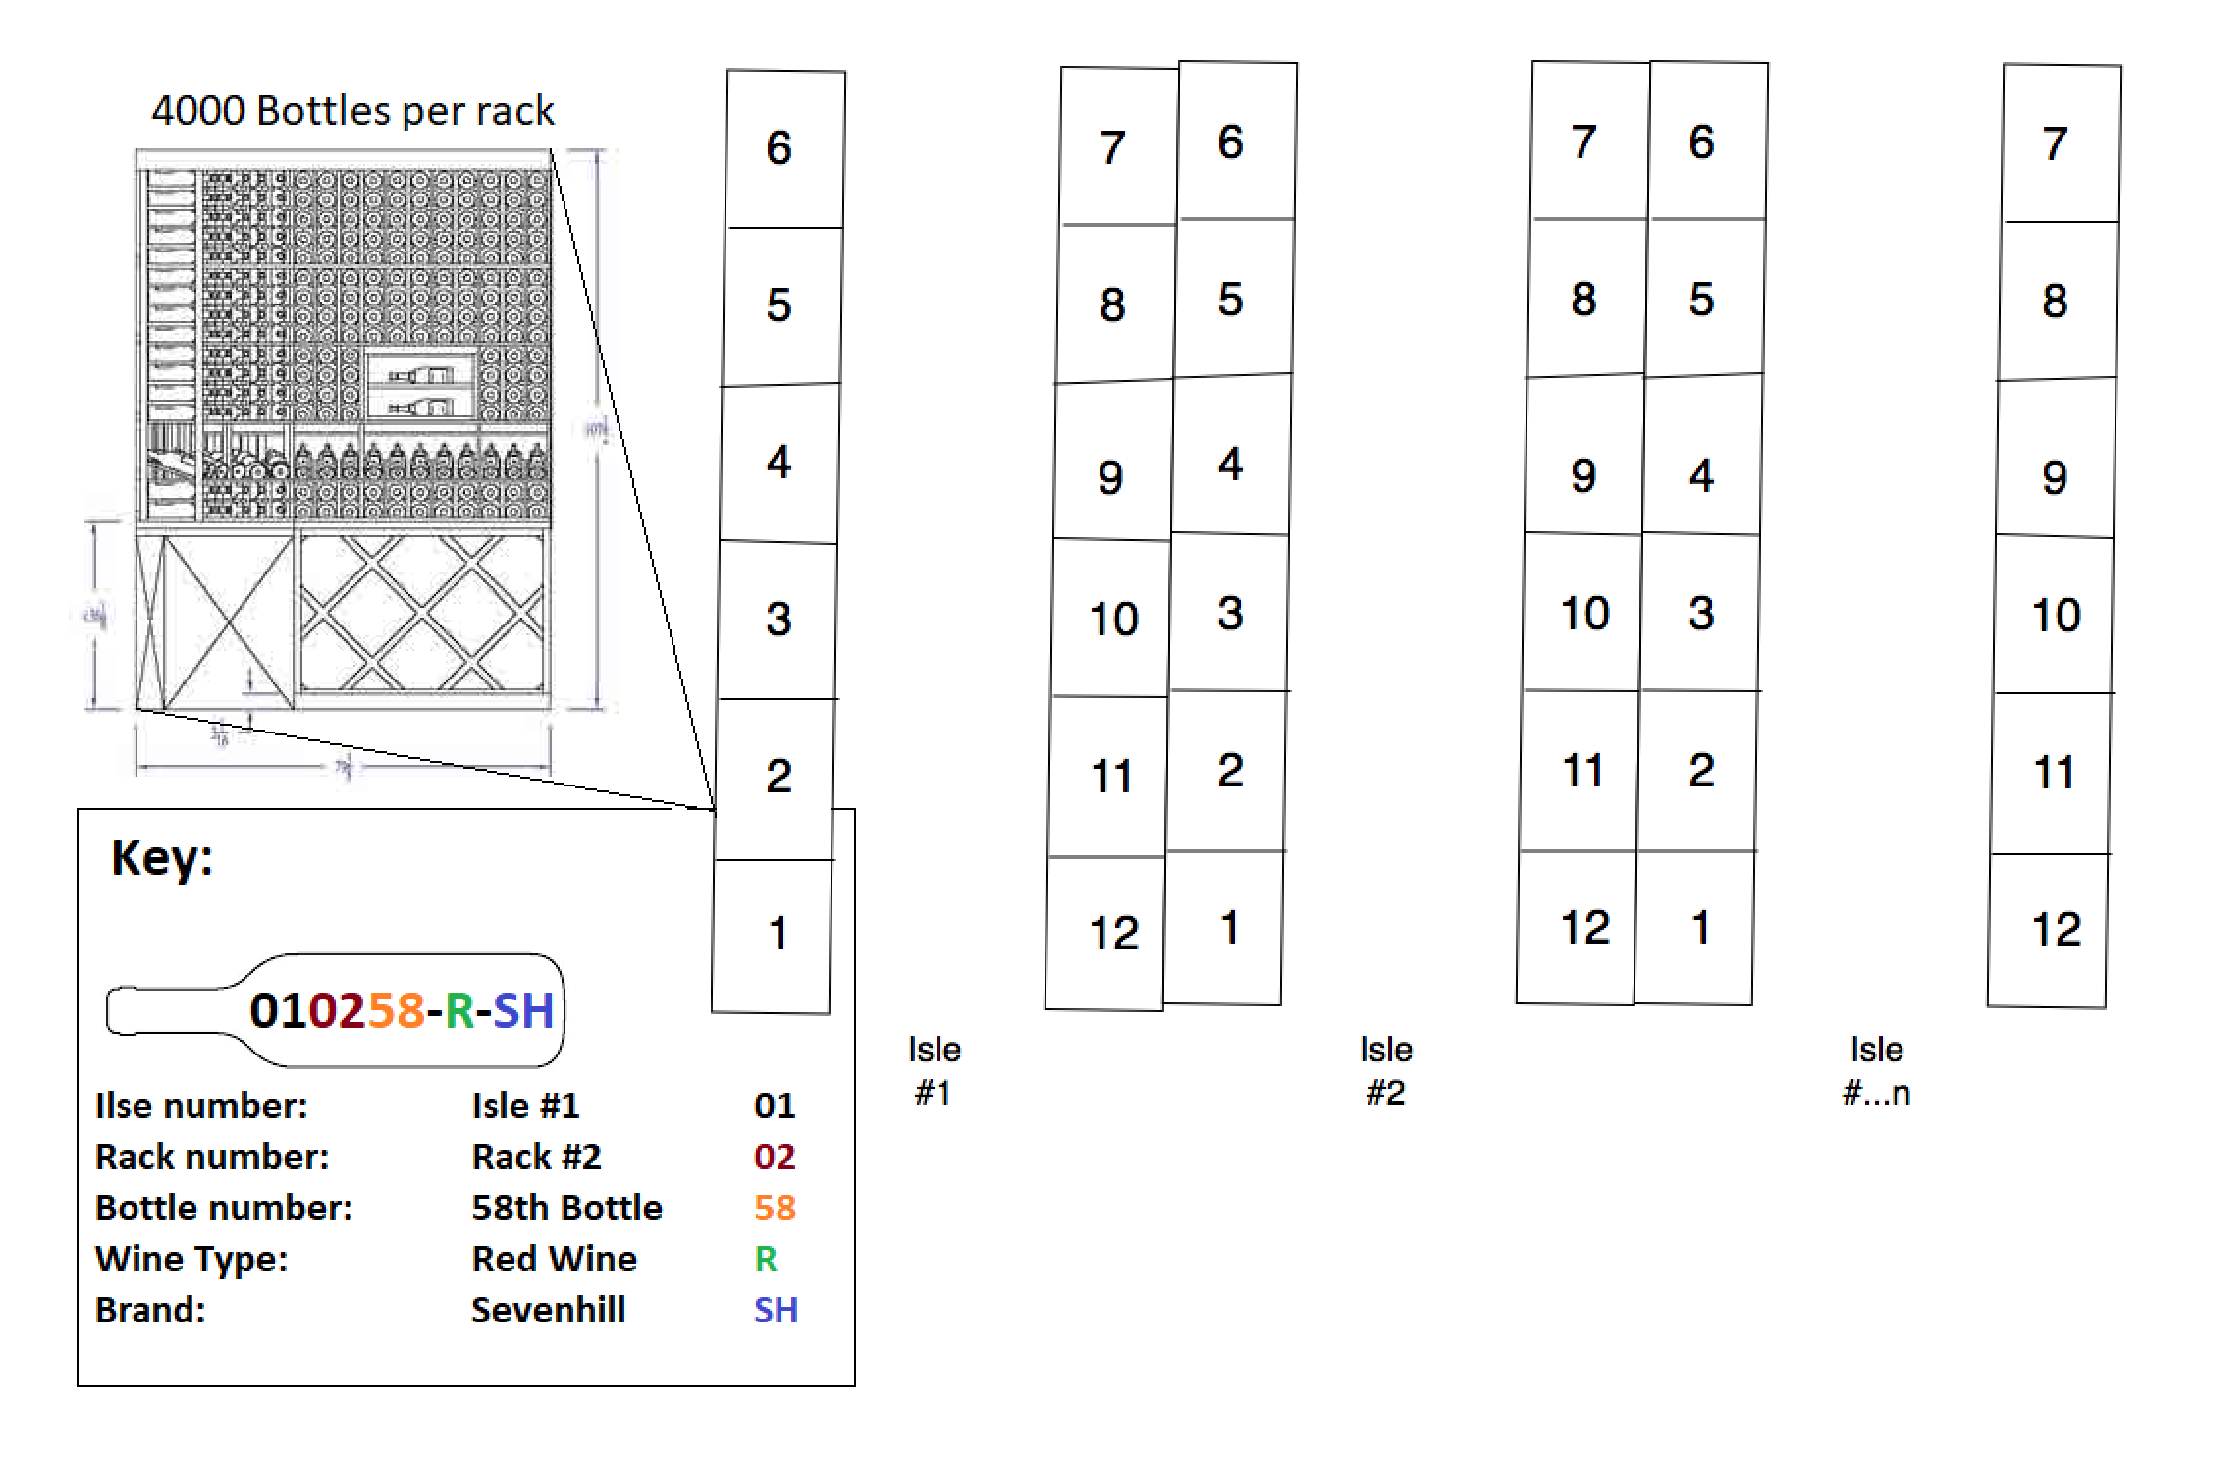 4000 Bottles per rack
6
5
4
3
2
1
7 6
8 5
9 4
10 3
11 2
12 1
7 6
8 5
9 4
10 3
11 2
12 1
7
8
9
10
11
12
Isle
#1
Isle
#2
Isle
#...n
Key:
010258-R-SH
Ilse number: Isle #1 01
Rack number: Rack #2 02
Bottle number: 58th Bottle 58
Wine Type: Red Wine R
Brand: Sevenhill SH